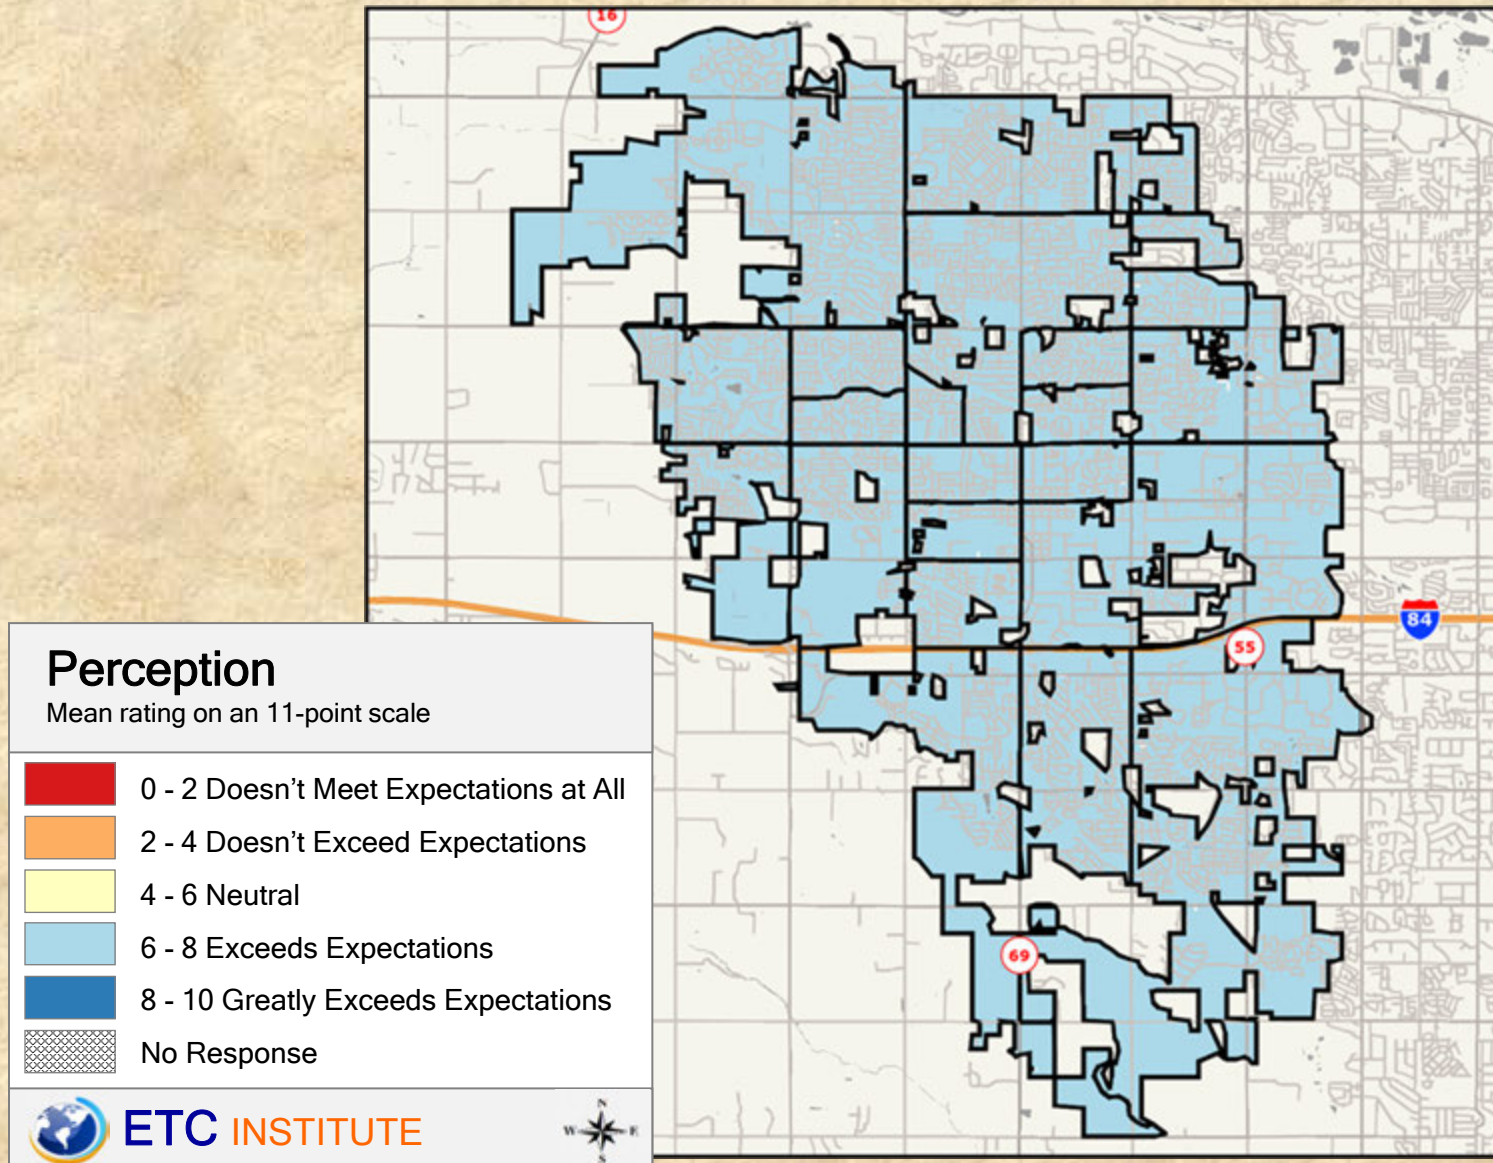 16
84
55
69
Perception
Mean rating on an 11-point scale
0 - 2 Doesn’t Meet Expectations at All
2 - 4 Doesn’t Exceed Expectations
4 - 6 Neutral
6 - 8 Exceeds Expectations
8 - 10 Greatly Exceeds Expectations
No Response
ETC INSTITUTE
N
W E
S